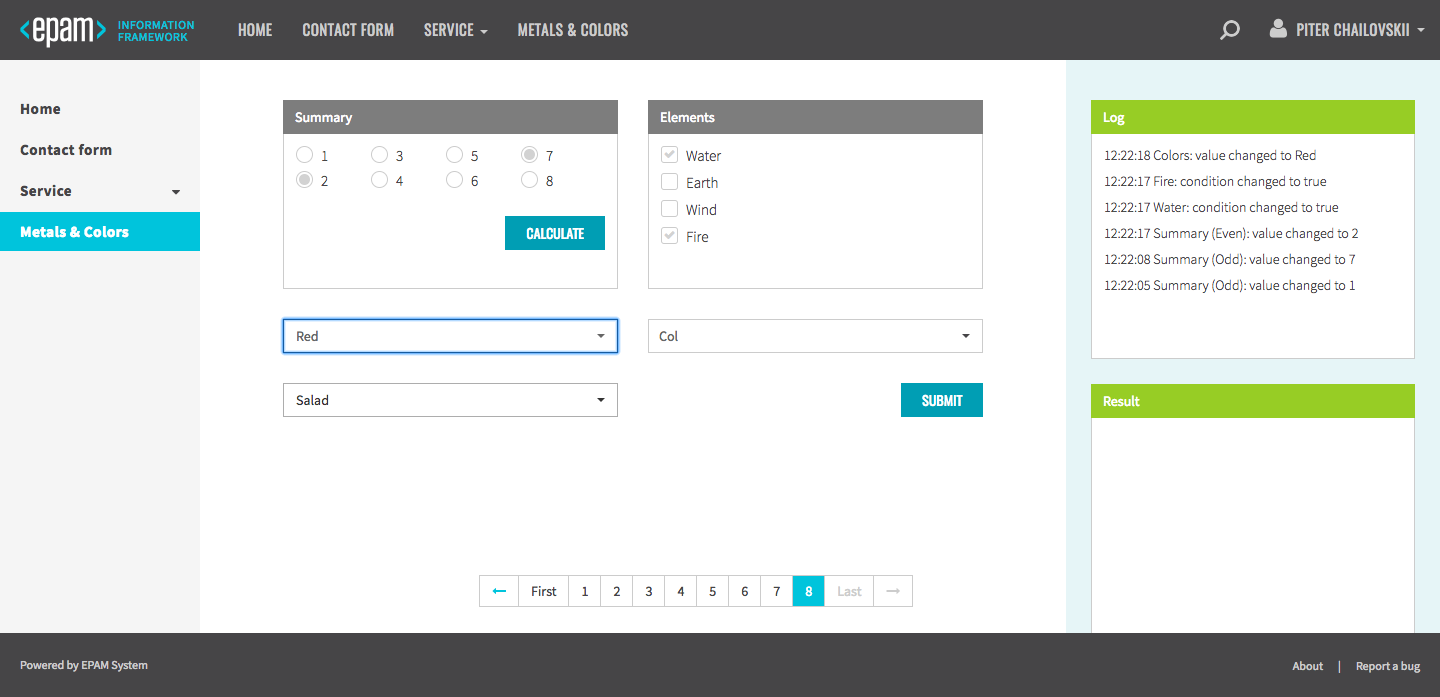 <epam> INFORMATION FRAMEWORK
HOME CONTACT FORM SERVICE METALS & COLORS
PITER CHAILOVSKII
Home
Contact form
Service
Metals & Colors
Summary
1 3 5 7
2 4 6 8
CALCULATE
Elements
Water
Earth
Wind
Fire
Red
Col
Salad
SUBMIT
First 1 2 3 4 5 6 7 8 Last
Log
12:22:18 Colors: value changed to Red
12:22:17 Fire: condition changed to true
12:22:17 Water: condition changed to true
12:22:17 Summary (Even): value changed to 2
12:22:08 Summary (Odd): value changed to 7
12:22:05 Summary (Odd): value changed to 1
Result
Powered by EPAM System
About | Report a bug